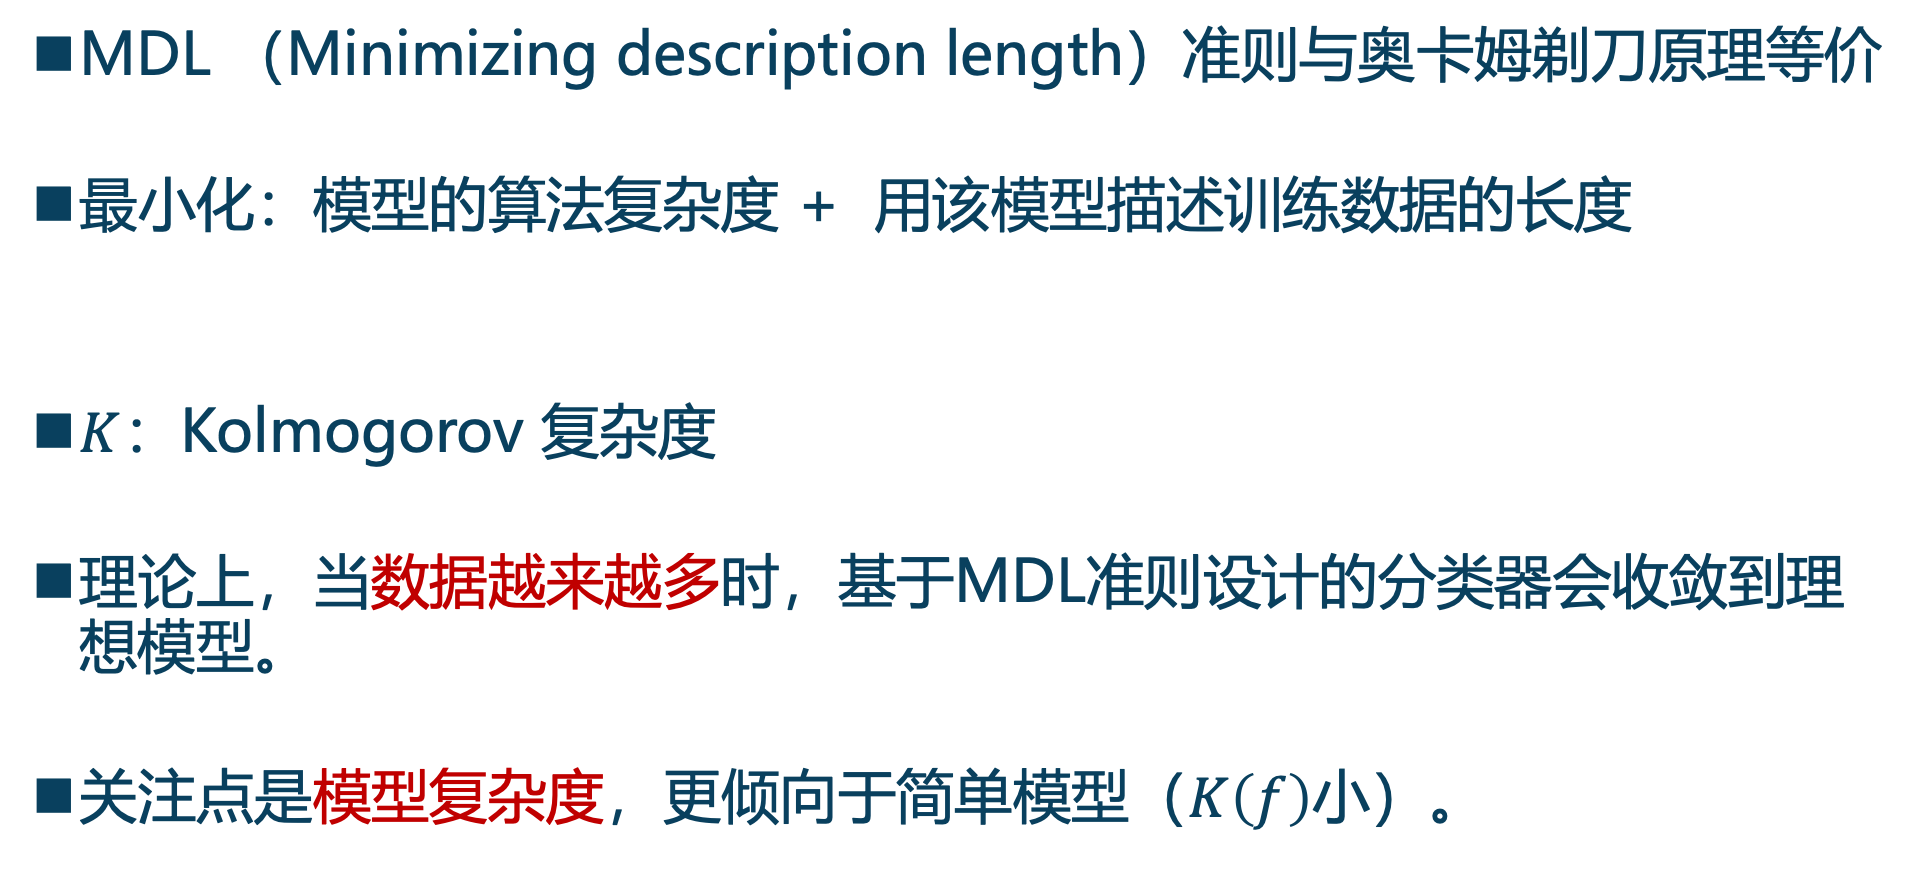 ■MDL （Minimizing description length）准则与奥卡姆剃刀原理等价
■最小化：模型的算法复杂度 + 用该模型描述训练数据的长度
■K：Kolmogorov 复杂度
■理论上，当数据越来越多时，基于MDL准则设计的分类器会收敛到理
想模型。
■关注点是模型复杂度，更倾向于简单模型（K(f)小）。